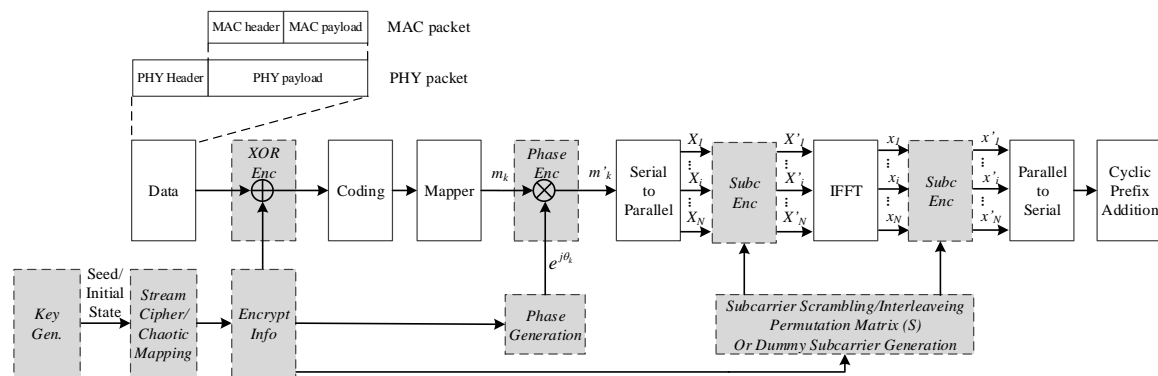 MAC header MAC payload MAC packet
PHY Header PHY payload PHY packet
Data
XOR
Enc
Coding
Mapper
m_k
Phase
Enc
m'_k
Serial
to
Parallel
X_1
X_i
X_N
Subc
Enc
X'_1
X'_i
X'_N
IFFT
x_1
x_i
x_N
Subc
Enc
x'_1
x'_i
x'_N
Parallel
to
Serial
Cyclic
Prefix
Addition
e^{jθ_k}
Key
Gen.
Seed/
Initial
State
Stream
Cipher/
Chaotic
Mapping
Encrypt
Info
Phase
Generation
Subcarrier Scrambling/Interleaveing
Permutation Matrix (S)
Or Dummy Subcarrier Generation